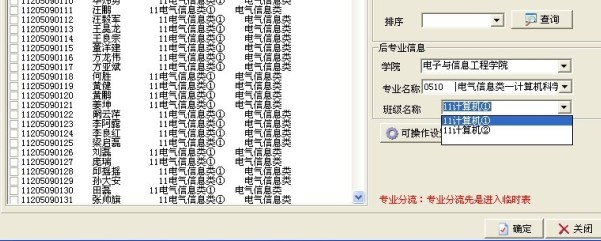 11205090111 汪鹏 11电气信息类① 电气信息类
11205090112 汪毅军 11电气信息类① 电气信息类
11205090113 王昊龙 11电气信息类① 电气信息类
11205090114 王良宗 11电气信息类① 电气信息类
11205090115 董洋建 11电气信息类① 电气信息类
11205090116 方龙伟 11电气信息类① 电气信息类
11205090117 方亚斌 11电气信息类① 电气信息类
11205090118 何胜 11电气信息类① 电气信息类
11205090119 黄健 11电气信息类① 电气信息类
11205090120 黄鹏 11电气信息类① 电气信息类
11205090121 姜坤 11电气信息类① 电气信息类
11205090122 阚云萍 11电气信息类① 电气信息类
11205090123 李阿磊 11电气信息类① 电气信息类
11205090124 李良红 11电气信息类① 电气信息类
11205090125 梁启磊 11电气信息类① 电气信息类
11205090126 刘磊 11电气信息类① 电气信息类
11205090127 庞瑞 11电气信息类① 电气信息类
11205090128 邱摇摇 11电气信息类① 电气信息类
11205090129 孙大安 11电气信息类① 电气信息类
11205090130 田磊 11电气信息类① 电气信息类
11205090131 张帅旗 11电气信息类① 电气信息类
排序
查询
后专业信息
学院 电子与信息工程学院
专业名称 0510 |电气信息类—计算机科学
班级名称 11计算机①
11计算机①
11计算机②
可操作设
专业分流：专业分流先是进入临时表
确定
关闭